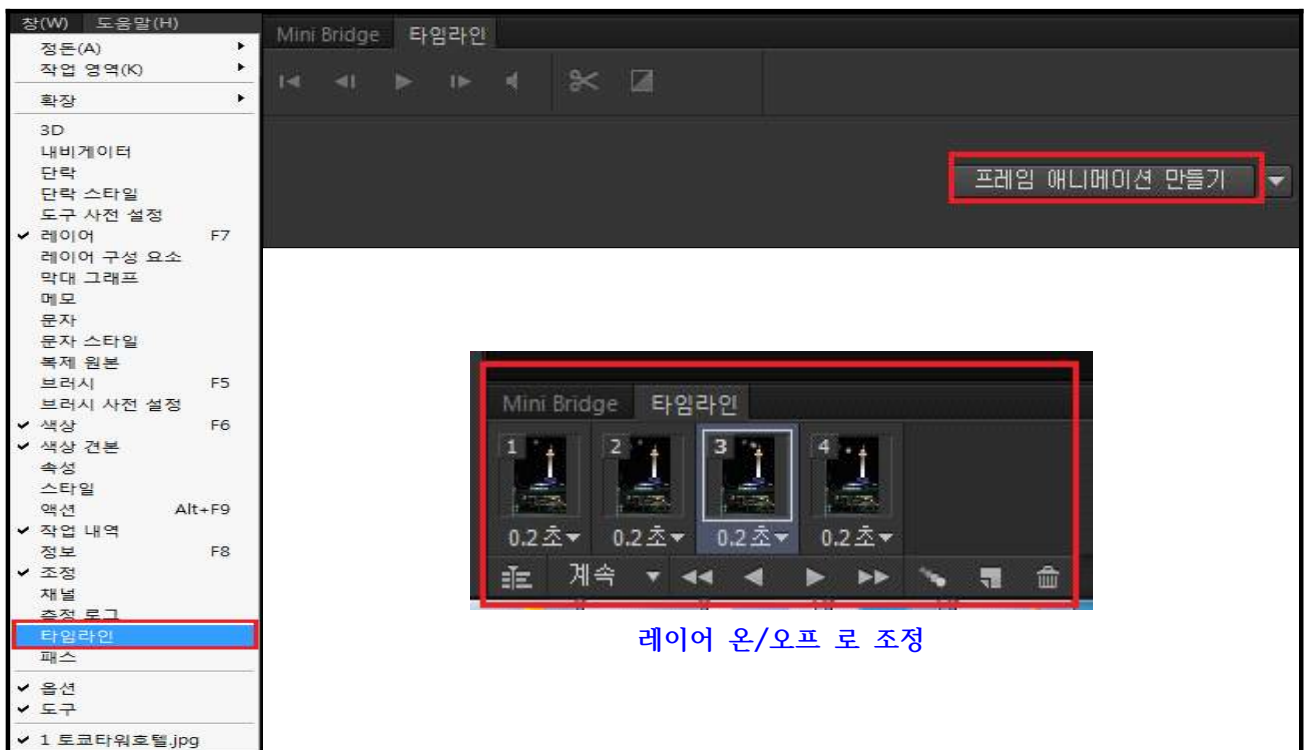 창(W) 도움말(H)
정돈(A)
작업 영역(K)
확장
3D
내비게이터
단락
단락 스타일
도구 사전 설정
레이어 F7
레이어 구성 요소
막대 그래프
메모
문자
문자 스타일
복제 원본
브러시 F5
브러시 사전 설정
색상 F6
색상 견본
속성
스타일
액션 Alt+F9
작업 내역
정보 F8
조정
채널
측정 로그
타임라인
패스
옵션
도구
1 토쿄타워호텔.jpg
Mini Bridge 타임라인
프레임 애니메이션 만들기
Mini Bridge 타임라인
1 2 3 4
0.2초 0.2초 0.2초 0.2초
계속
레이어 온/오프 로 조정